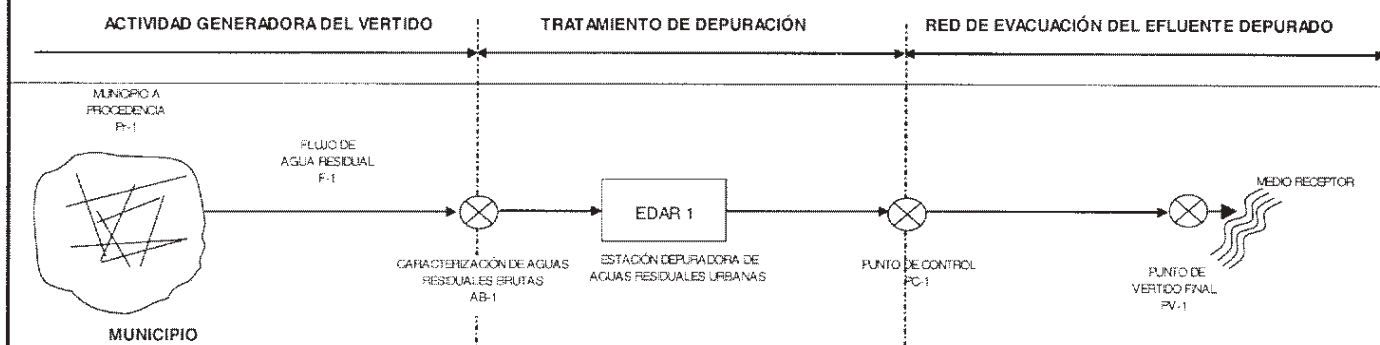 ACTIVIDAD GENERADORA DEL VERTIDO
TRATAMIENTO DE DEPURACIÓN
RED DE EVACUACIÓN DEL EFLUENTE DEPURADO
MUNICIPIO A
PROCEDENCIA
Pr-1
FLUJO DE
AGUA RESIDUAL
F-1
EDAR 1
MEDIO RECEPTOR
CARACTERIZACIÓN DE AGUAS
RESIDUALES BRUTAS
AB-1
ESTACIÓN DEPURADORA DE
AGUAS RESIDUALES URBANAS
PUNTO DE CONTROL
PC-1
PUNTO DE
VERTIDO FINAL
PV-1
MUNICIPIO